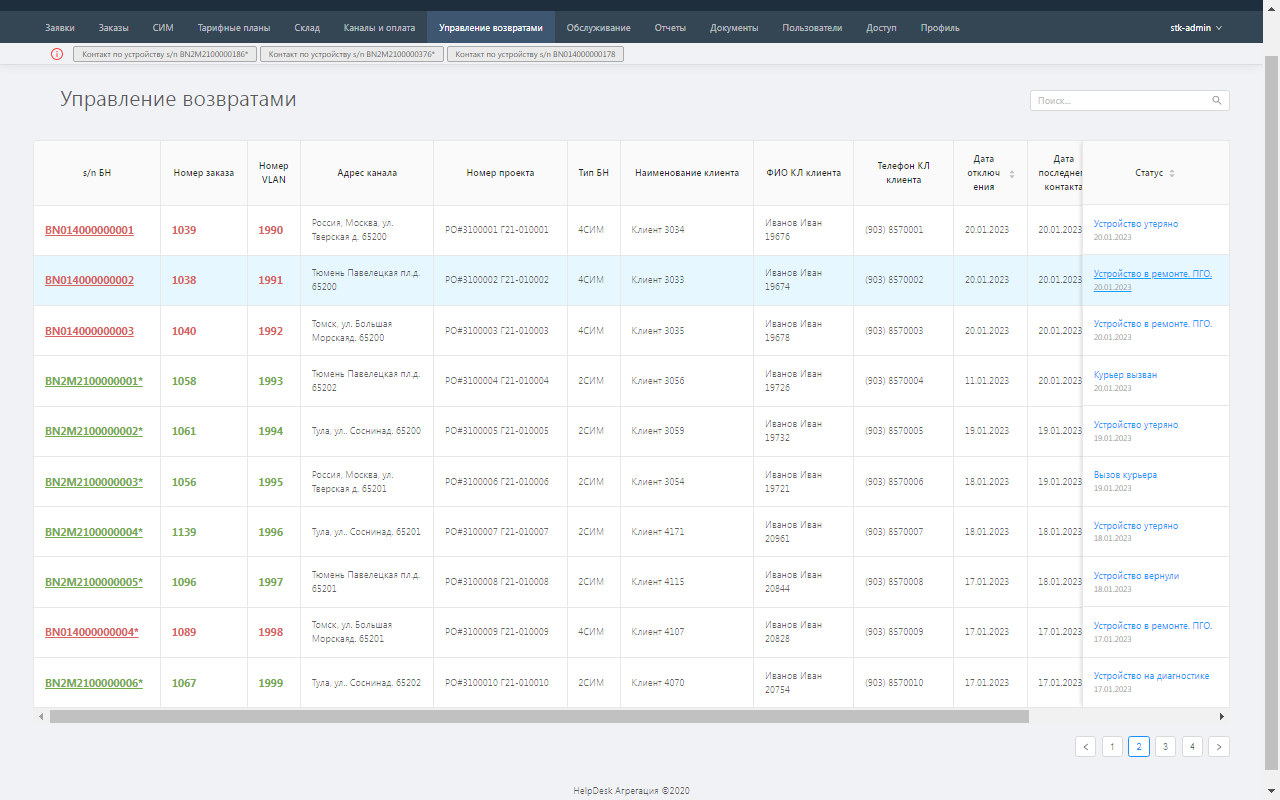 Заявки Заказы СИМ Тарифные планы Склад Каналы и оплата Управление возвратами Обслуживание Отчеты Документы Пользователи Доступ Профиль stk-admin
Контакт по устройству s/n BN2M2100000186* Контакт по устройству s/n BN2M2100000376* Контакт по устройству s/n BN014000000178
Управление возвратами
Поиск...
s/n БН Номер заказа Номер VLAN Адрес канала Номер проекта Тип БН Наименование клиента ФИО КЛ клиента Телефон КЛ клиента Дата отключения Дата последнег контакта Статус
BN014000000001 1039 1990 Россия, Москва, ул. Тверская д. 65200 PO#3100001 Г21-010001 4СИМ Клиент 3034 Иванов Иван 19676 (903) 8570001 20.01.2023 20.01.2023 Устройство утеряно 20.01.2023
BN014000000002 1038 1991 Тюмень Павелецкая пл.д. 65200 PO#3100002 Г21-010002 4СИМ Клиент 3033 Иванов Иван 19674 (903) 8570002 20.01.2023 20.01.2023 Устройство в ремонте. ПГО. 20.01.2023
BN014000000003 1040 1992 Томск, ул. Большая Морскаяд. 65200 PO#3100003 Г21-010003 4СИМ Клиент 3035 Иванов Иван 19678 (903) 8570003 20.01.2023 20.01.2023 Устройство в ремонте. ПГО. 20.01.2023
BN2M2100000001* 1058 1993 Тюмень Павелецкая пл.д. 65202 PO#3100004 Г21-010004 2СИМ Клиент 3056 Иванов Иван 19726 (903) 8570004 11.01.2023 20.01.2023 Курьер вызван 20.01.2023
BN2M2100000002* 1061 1994 Тула, ул.. Соснинад. 65200 PO#3100005 Г21-010005 2СИМ Клиент 3059 Иванов Иван 19732 (903) 8570005 19.01.2023 19.01.2023 Устройство утеряно 19.01.2023
BN2M2100000003* 1056 1995 Россия, Москва, ул. Тверская д. 65201 PO#3100006 Г21-010006 2СИМ Клиент 3054 Иванов Иван 19721 (903) 8570006 18.01.2023 19.01.2023 Вызов курьера 19.01.2023
BN2M2100000004* 1139 1996 Тула, ул.. Соснинад. 65201 PO#3100007 Г21-010007 2СИМ Клиент 4171 Иванов Иван 20961 (903) 8570007 18.01.2023 18.01.2023 Устройство утеряно 18.01.2023
BN2M2100000005* 1096 1997 Тюмень Павелецкая пл.д. 65201 PO#3100008 Г21-010008 2СИМ Клиент 4115 Иванов Иван 20844 (903) 8570008 17.01.2023 18.01.2023 Устройство вернули 18.01.2023
BN014000000004* 1089 1998 Томск, ул. Большая Морскаяд. 65201 PO#3100009 Г21-010009 4СИМ Клиент 4107 Иванов Иван 20828 (903) 8570009 17.01.2023 17.01.2023 Устройство в ремонте. ПГО. 17.01.2023
BN2M2100000006* 1067 1999 Тула, ул.. Соснинад. 65202 PO#3100010 Г21-010010 2СИМ Клиент 4070 Иванов Иван 20754 (903) 8570010 17.01.2023 17.01.2023 Устройство на диагностике 17.01.2023
< 1 2 3 4 >
HelpDesk Агрегация ©2020